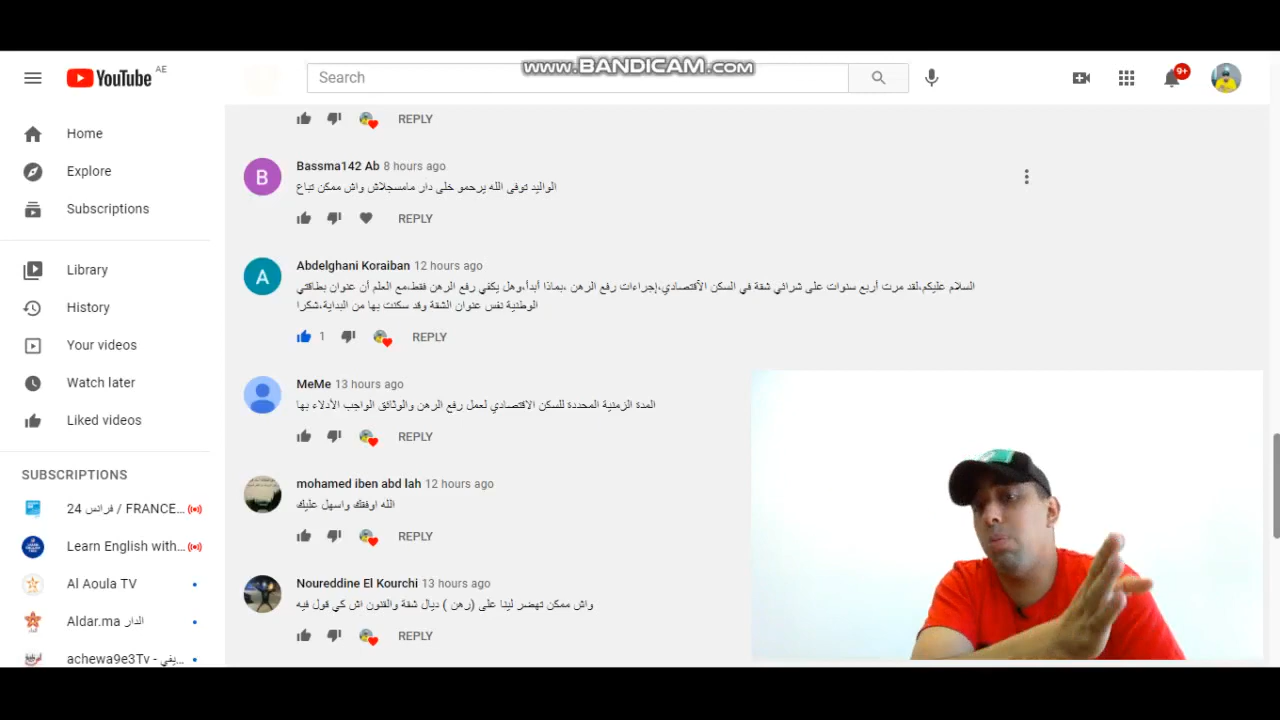 www.BANDICAM.com
YouTube AE
Search
9+
Home
Explore
Subscriptions
Library
History
Your videos
Watch later
Liked videos
SUBSCRIPTIONS
فرانس 24 / FRANCE...
Learn English with...
Al Aoula TV
Aldar.ma الدار
achewa9e3Tv - يفي...
REPLY
B
Bassma142 Ab 8 hours ago
الواليد توفى الله يرحمو خلى دار مامسجلاش واش ممكن تباع
REPLY
A
Abdelghani Koraiban 12 hours ago
السلام عليكم،لقد مرت أربع سنوات على شرائي شقة في السكن الأقتصادي،إجراءات رفع الرهن ،بماذا أبدأ،وهل يكفي رفع الرهن فقط،مع العلم أن عنوان بطاقتي
الوطنية نفس عنوان الشقة وقد سكنت بها من البداية،شكرا
1 REPLY
MeMe 13 hours ago
المدة الزمنية المحددة للسكن الاقتصادي لعمل رفع الرهن والوثائق الواجب الأدلاء بها
REPLY
mohamed iben abd lah 12 hours ago
الله اوفقك واسهل عليك
REPLY
Noureddine El Kourchi 13 hours ago
واش ممكن تهضر لينا على (رهن ) ديال شقة والقنون اش كي قول فيه
REPLY